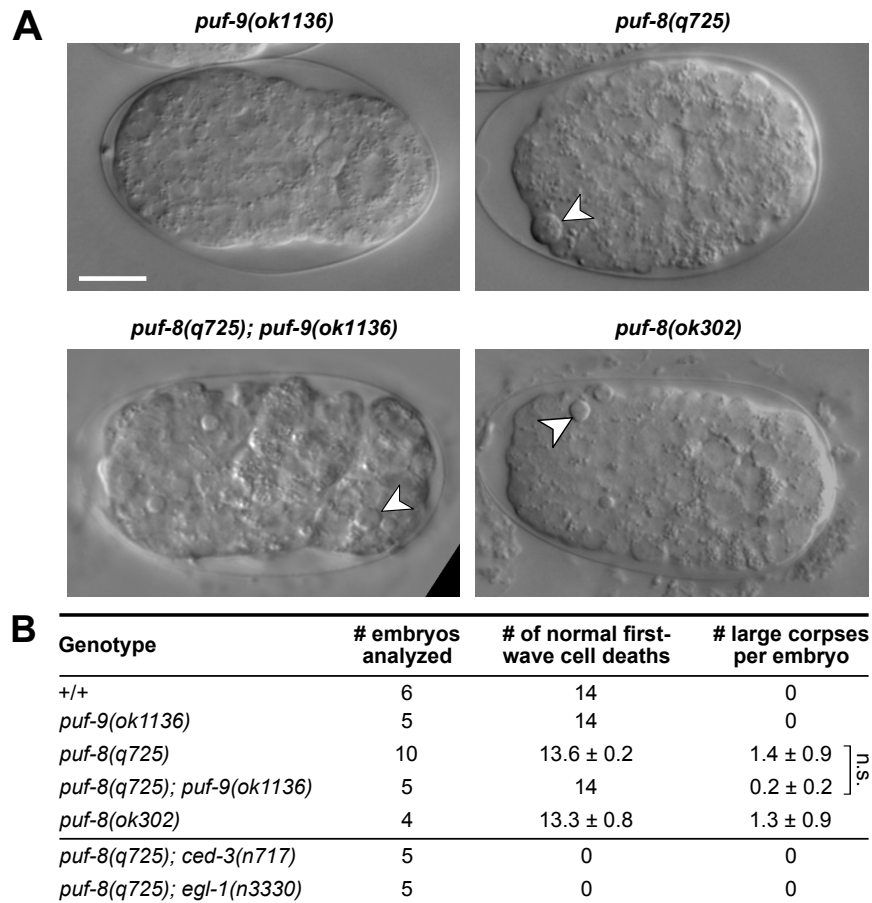 A
puf-9(ok1136)
puf-8(q725)
puf-8(q725); puf-9(ok1136)
puf-8(ok302)
B
Genotype # embryos analyzed # of normal first-wave cell deaths # large corpses per embryo
+/+ 6 14 0
puf-9(ok1136) 5 14 0
puf-8(q725) 10 13.6 ± 0.2 1.4 ± 0.9
puf-8(q725); puf-9(ok1136) 5 14 0.2 ± 0.2
n.s.
puf-8(ok302) 4 13.3 ± 0.8 1.3 ± 0.9
puf-8(q725); ced-3(n717) 5 0 0
puf-8(q725); egl-1(n3330) 5 0 0